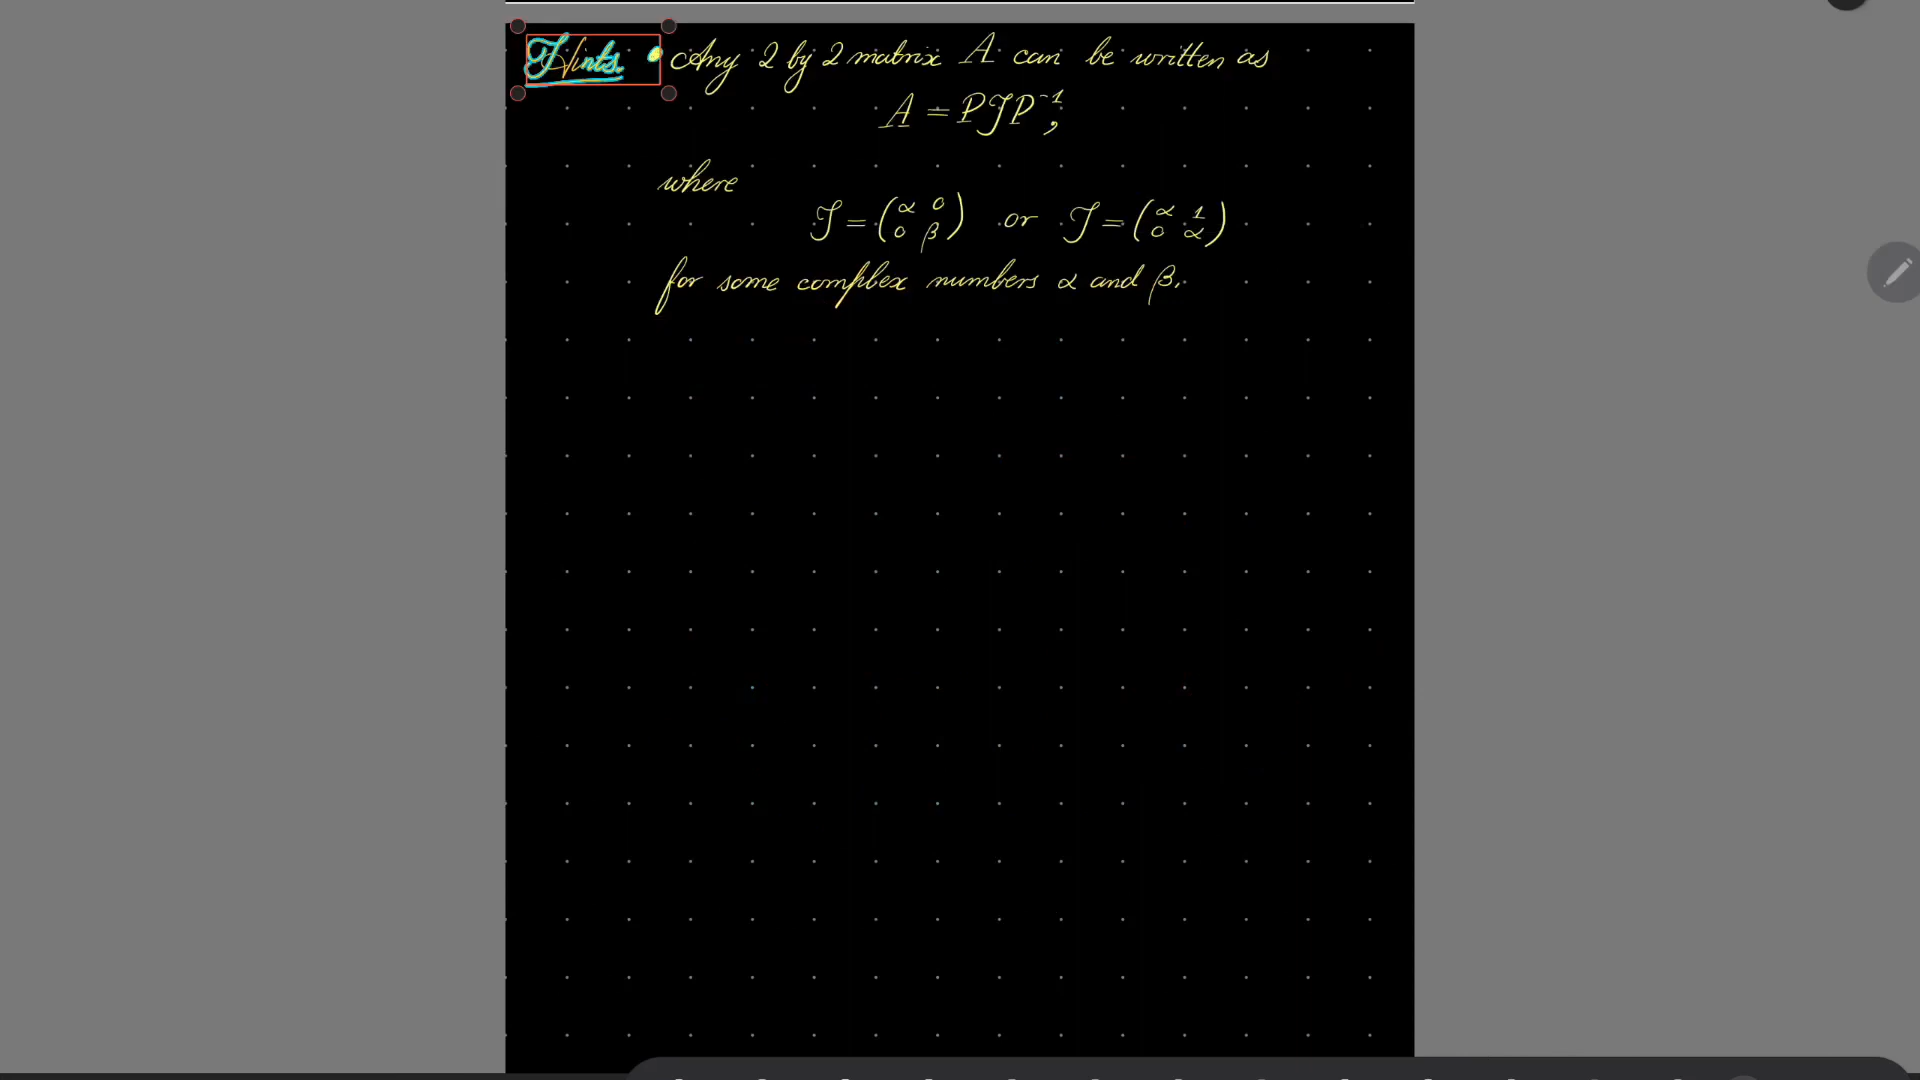 Hints. • Any 2 by 2 matrix A can be written as
A = PJP⁻¹,
where
J = (α 0 0 β) or J = (α 1 0 α)
for some complex numbers α and β.